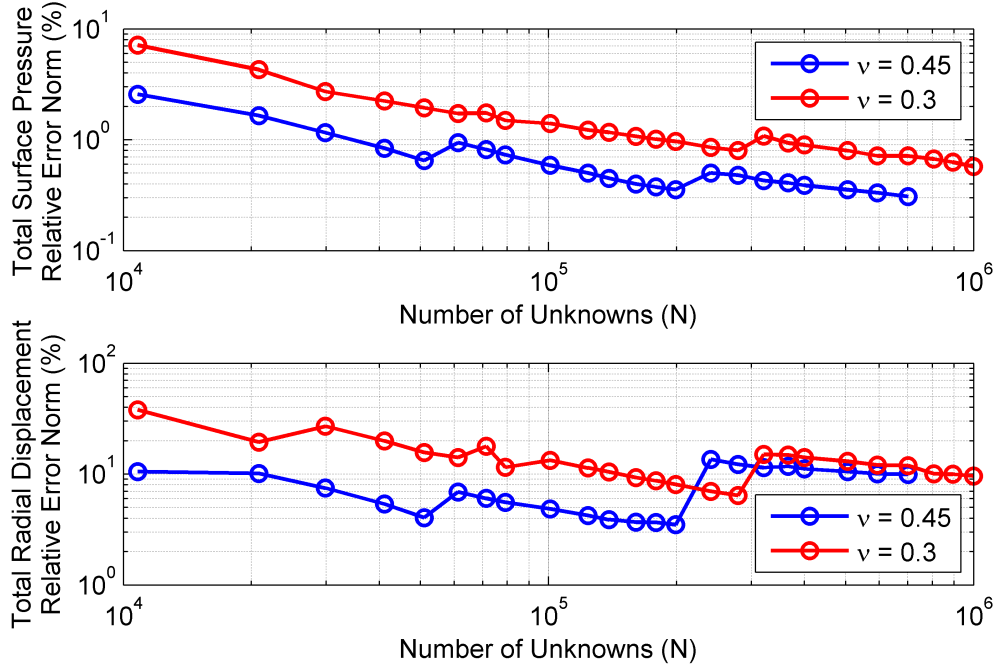 Total Surface Pressure
Relative Error Norm (%)
10^1
10^0
10^-1
ν = 0.45
ν = 0.3
10^4
10^5
10^6
Number of Unknowns (N)
Total Radial Displacement
Relative Error Norm (%)
10^2
10^1
10^0
ν = 0.45
ν = 0.3
10^4
10^5
10^6
Number of Unknowns (N)